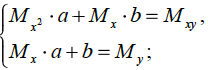 M_{x^2} · a + M_x · b = M_{xy},
M_x · a + b = M_y;